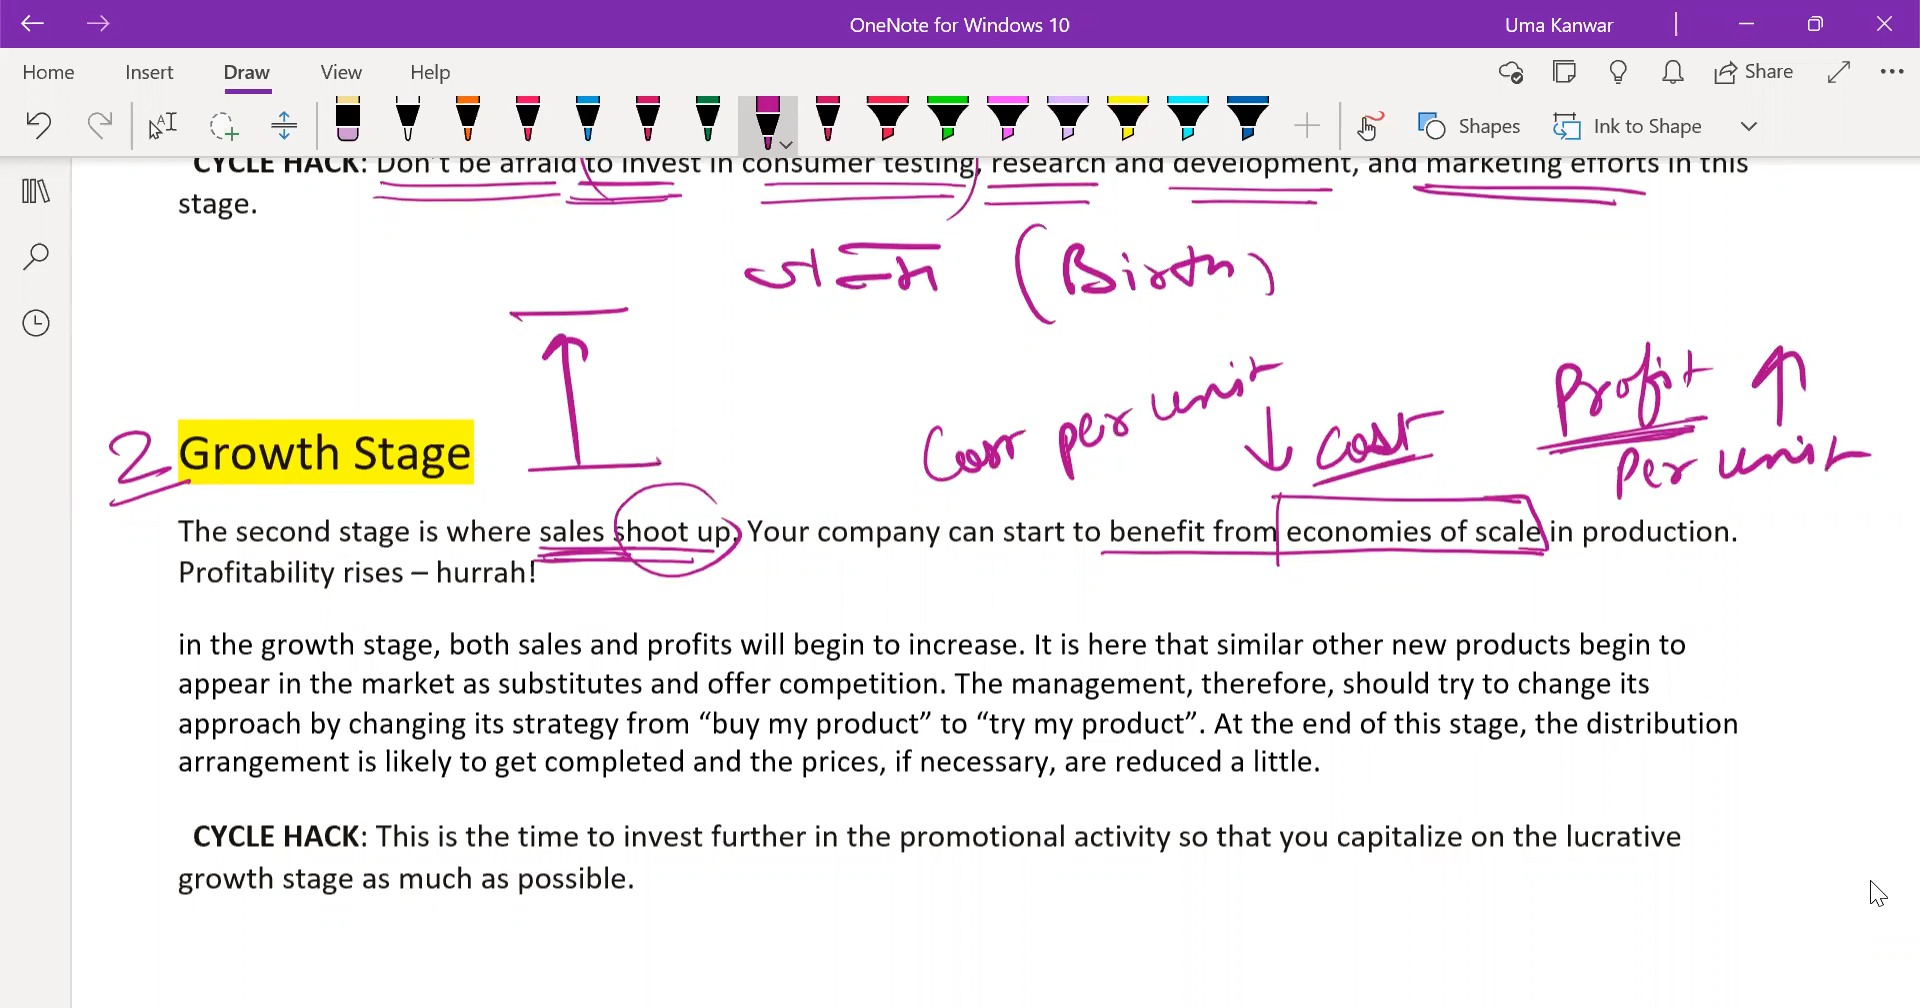 OneNote for Windows 10
Uma Kanwar
Home Insert Draw View Help
Share
Shapes
Ink to Shape
CYCLE HACK: Don't be afraid to invest in consumer testing, research and development, and marketing efforts in this
stage.
(Birth)
Cost per unit
↓ cost
Profit ↑
Per unit
2 Growth Stage
The second stage is where sales shoot up. Your company can start to benefit from economies of scale in production.
Profitability rises – hurrah!
in the growth stage, both sales and profits will begin to increase. It is here that similar other new products begin to
appear in the market as substitutes and offer competition. The management, therefore, should try to change its
approach by changing its strategy from “buy my product” to “try my product”. At the end of this stage, the distribution
arrangement is likely to get completed and the prices, if necessary, are reduced a little.
CYCLE HACK: This is the time to invest further in the promotional activity so that you capitalize on the lucrative
growth stage as much as possible.